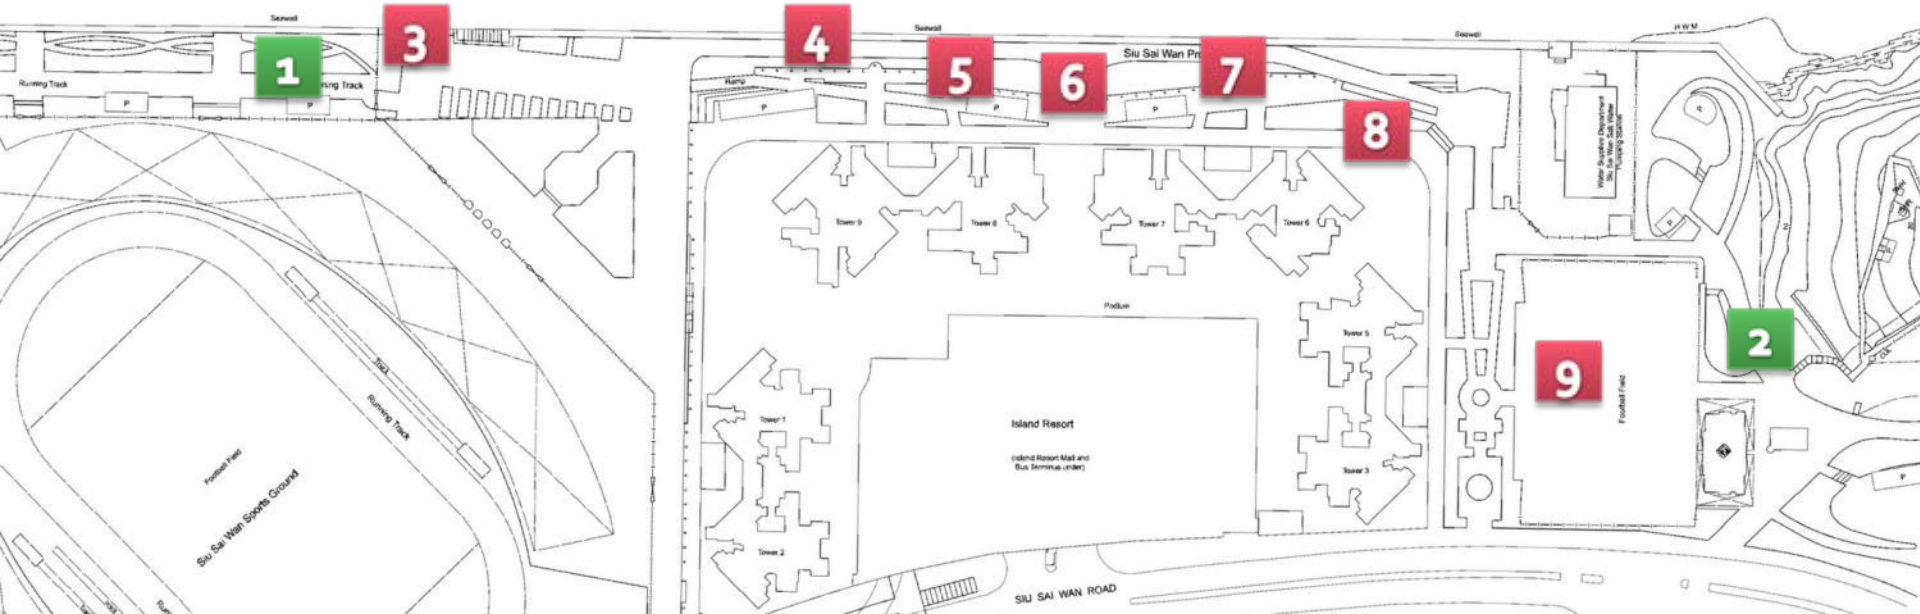 Seawall
3
4
Seawall
Seawall
H W M
1
5
6
Siu Sai Wan Pr
7
Running Track
ning Track
P
P
Ramp
P
P
P
8
P
Water Supplies Department
Siu Sai Wan Salt Water
Pumping Station
P
Tower 9
Tower 8
Tower 7
Tower 6
Podium
Tower 5
2
Track
Running Track
9
Football Field
Tower 1
Island Resort
(Island Resort Mall and
Bus Terminus under)
Tower 3
Football Field
Siu Sai Wan Sports Ground
P
Tower 2
SIU SAI WAN ROAD
Track